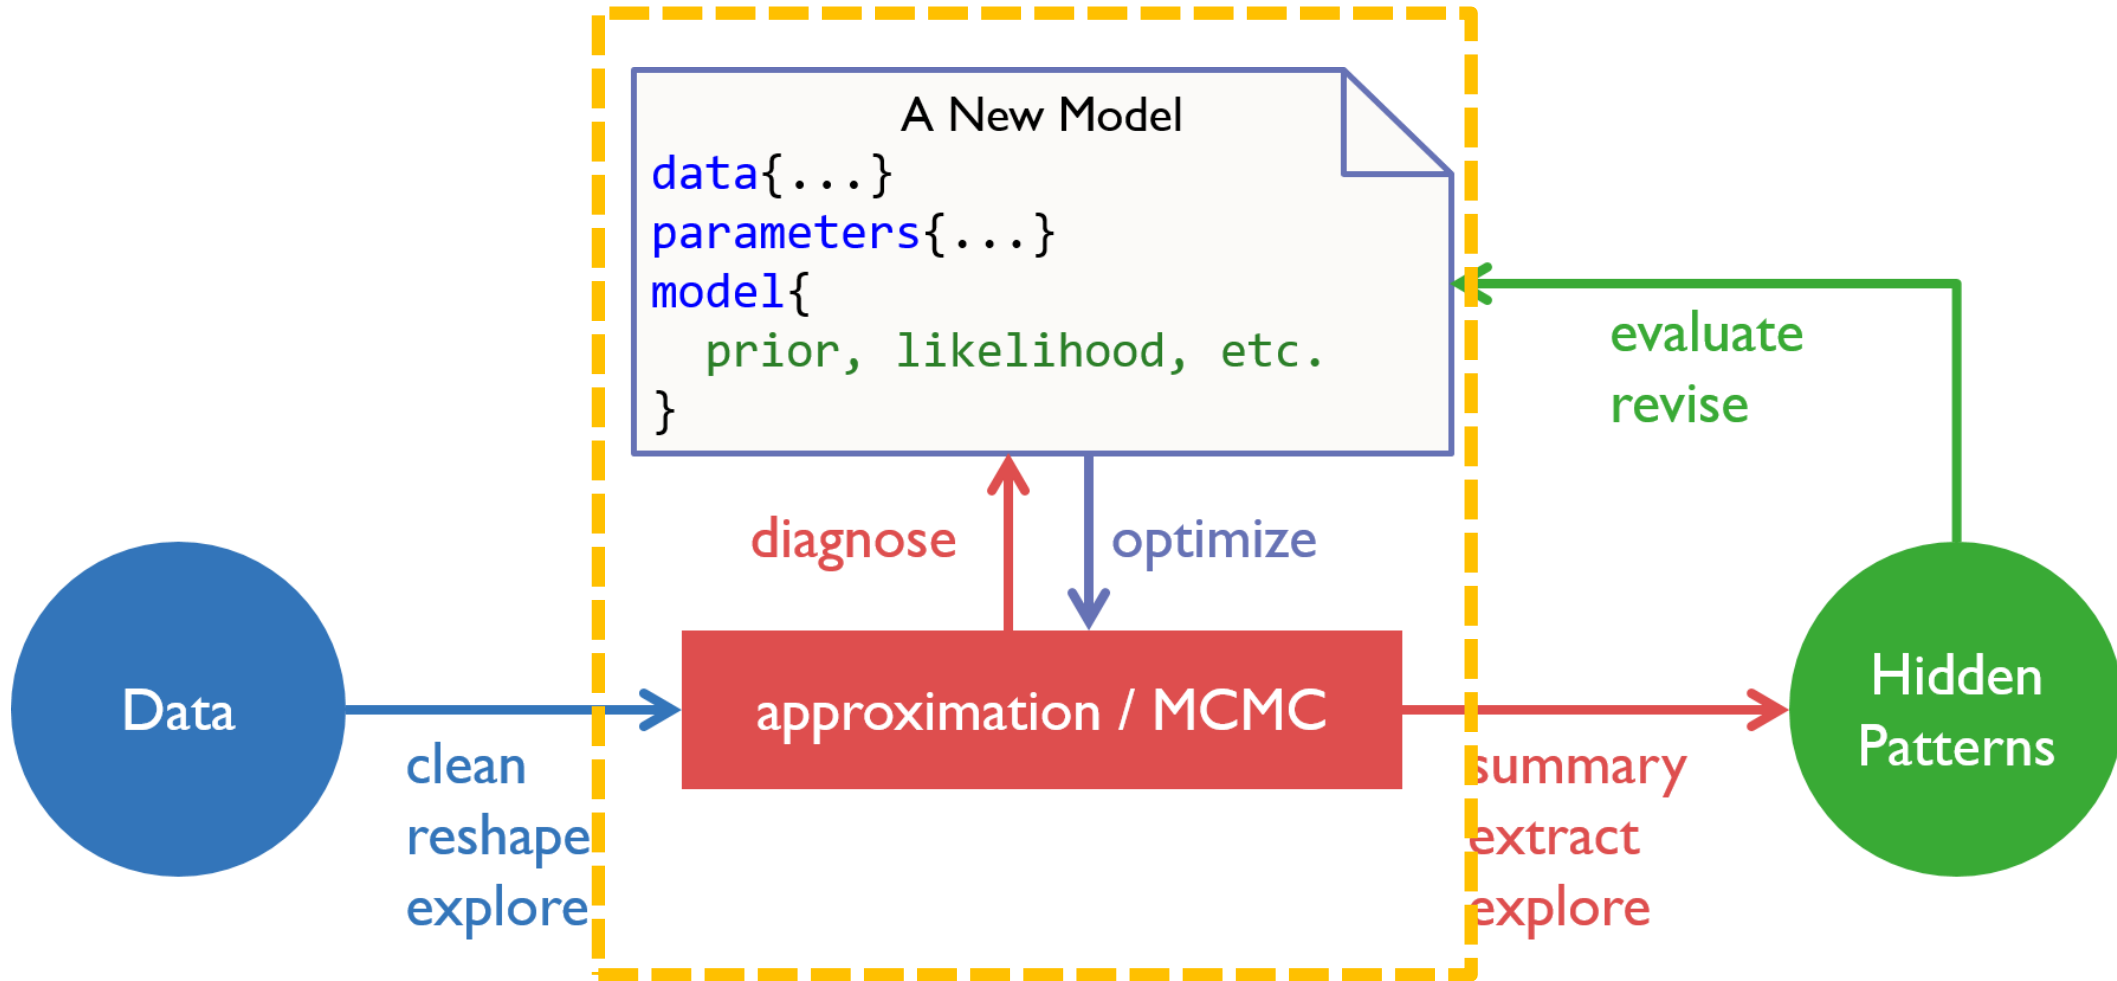 A New Model
data{...}
parameters{...}
model{
  prior, likelihood, etc.
}
evaluate
revise
diagnose
optimize
Data
approximation / MCMC
Hidden
Patterns
clean
reshape
explore
summary
extract
explore